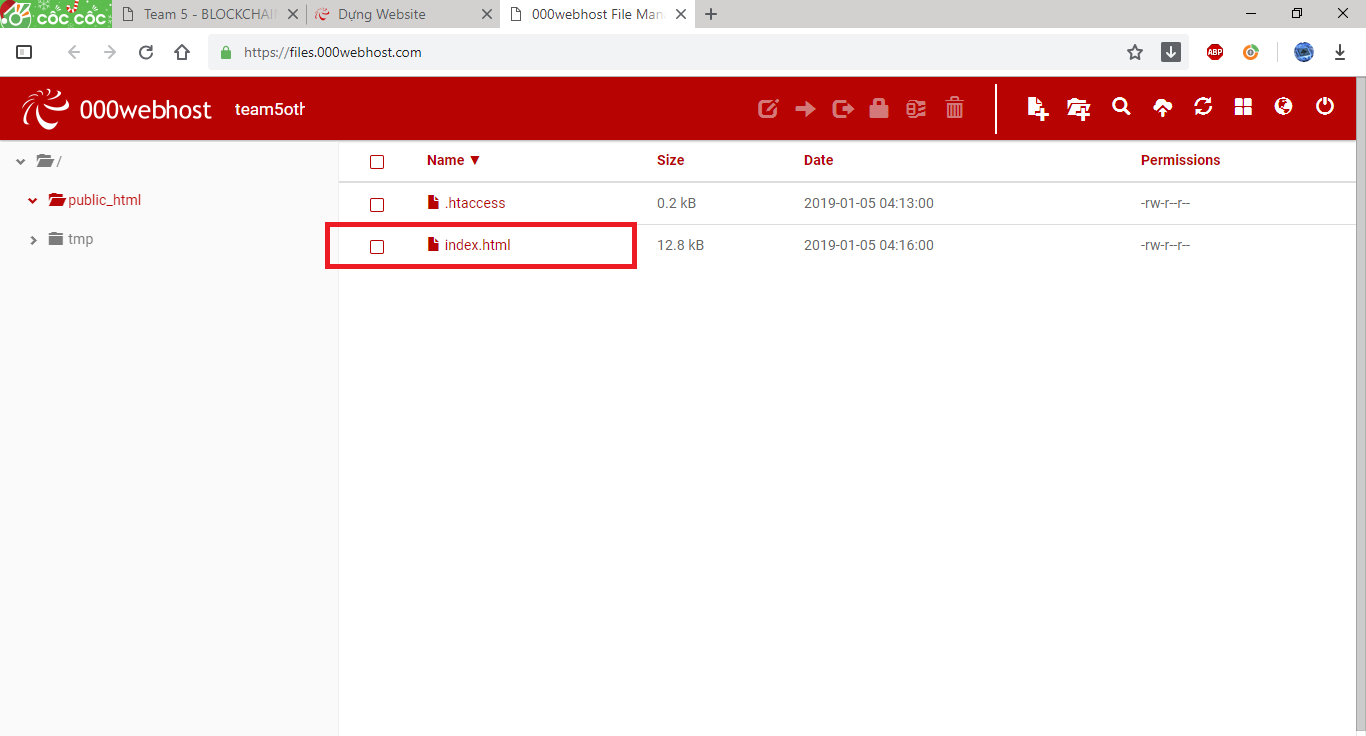 CỐC CỐC
Team 5 - BLOCKCHAIN
Dựng Website
000webhost File Man
https://files.000webhost.com
ABP
000webhost
team5oth
/
public_html
tmp
Name ▼ Size Date Permissions
.htaccess 0.2 kB 2019-01-05 04:13:00 -rw-r--r--
index.html 12.8 kB 2019-01-05 04:16:00 -rw-r--r--